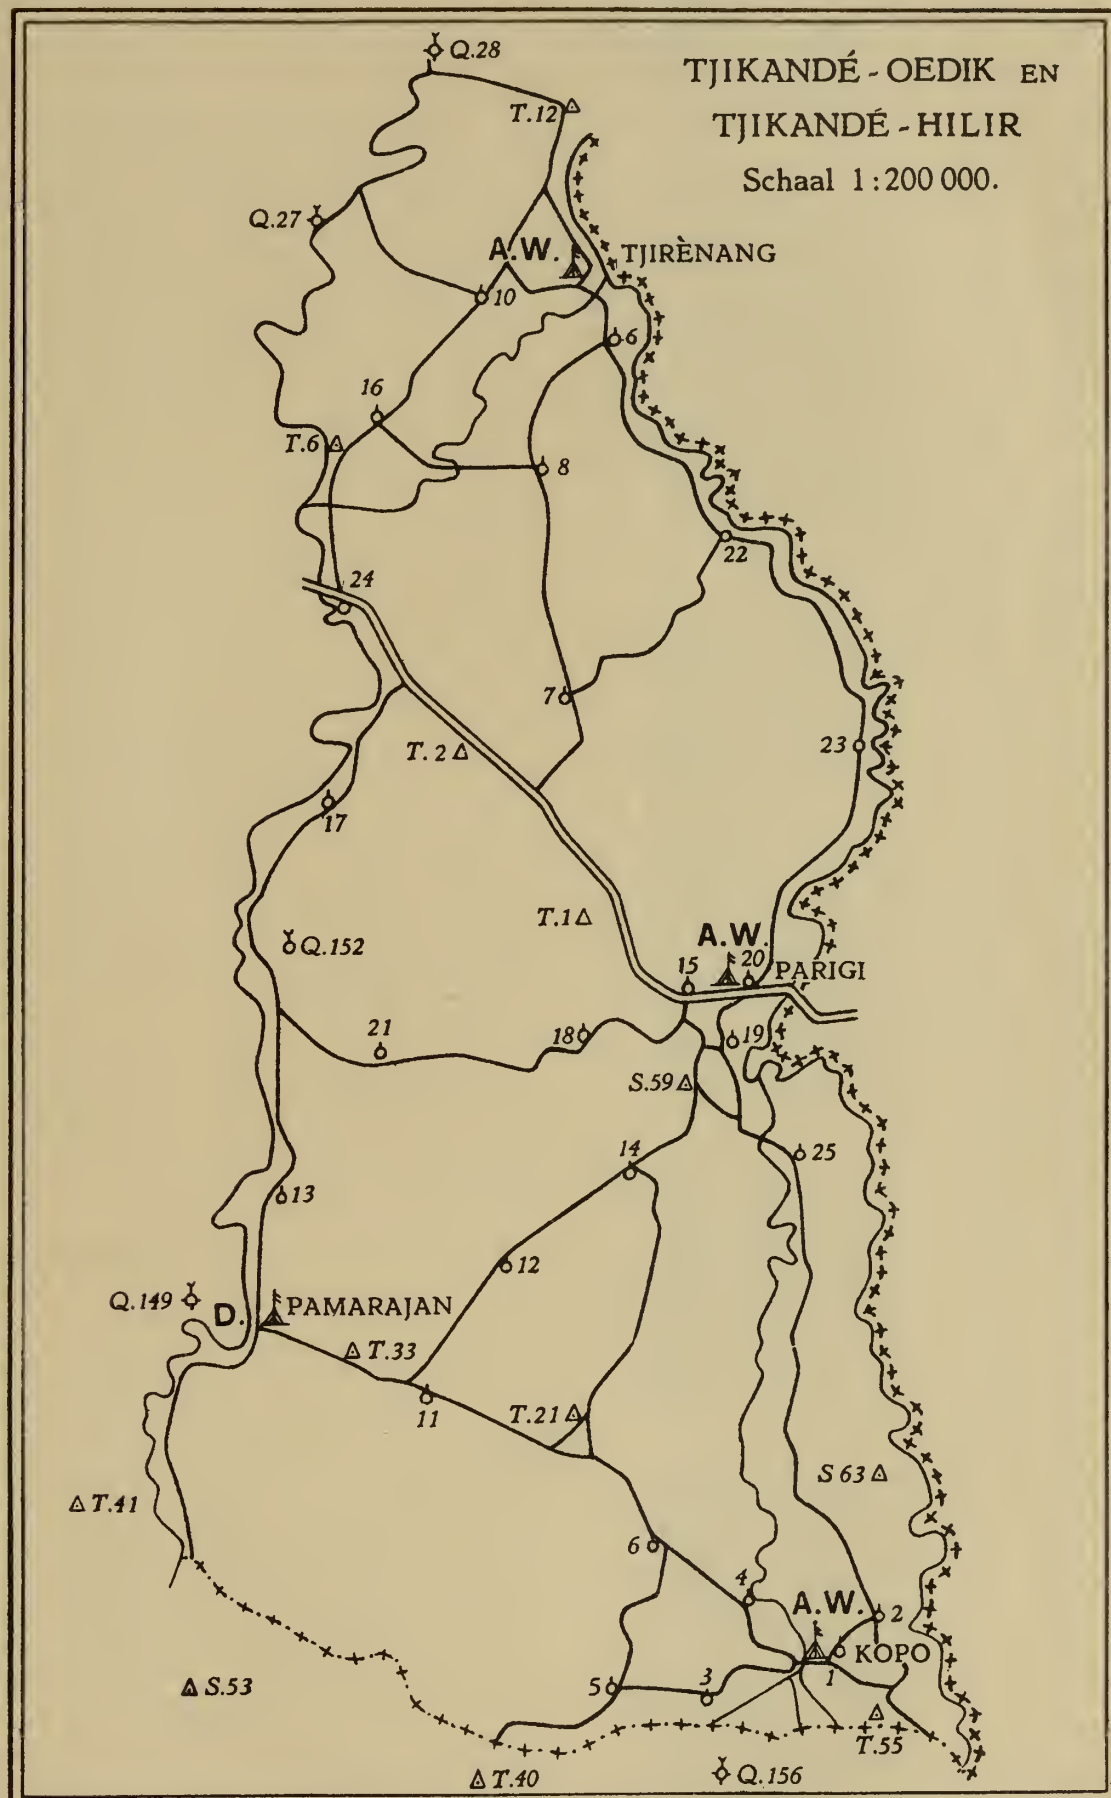 TJIKANDÉ-OEDIK EN
TJIKANDÉ-HILIR
Schaal 1:200 000.
Q.28
T.12
Q.27
A.W.
TJIRÈNANG
10
6
16
T.6
8
22
24
7
23
T. 2
17
T.1
Q.152
A.W.
20
15
PARIGI
21
18
19
S.59
14
25
13
12
Q.149
D.
PAMARAJAN
T.33
11
T.21
S 63
T.41
6
4
A.W.
2
KOPO
1
5
3
S.53
T.55
T.40
Q.156